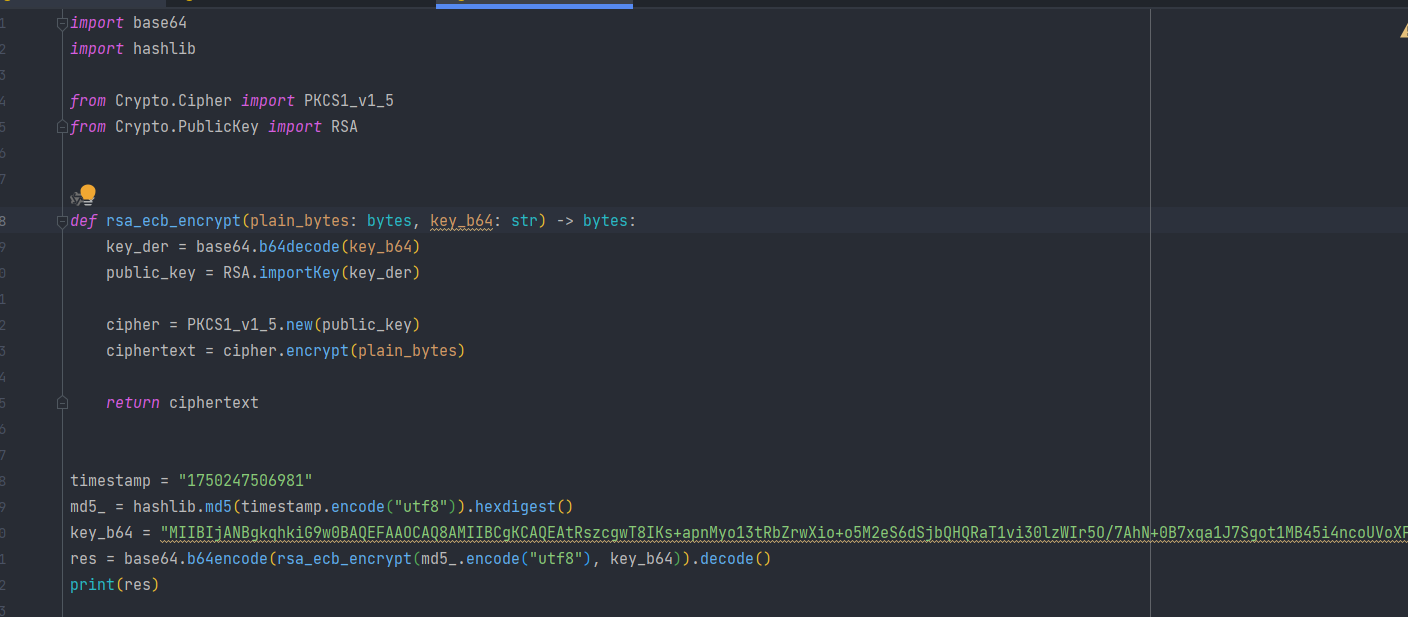 1 import base64
2 import hashlib
3
4 from Crypto.Cipher import PKCS1_v1_5
5 from Crypto.PublicKey import RSA
6
7
8 def rsa_ecb_encrypt(plain_bytes: bytes, key_b64: str) -> bytes:
9     key_der = base64.b64decode(key_b64)
0     public_key = RSA.importKey(key_der)
1
2     cipher = PKCS1_v1_5.new(public_key)
3     ciphertext = cipher.encrypt(plain_bytes)
4
5     return ciphertext
6
7
8 timestamp = "1750247506981"
9 md5_ = hashlib.md5(timestamp.encode("utf8")).hexdigest()
0 key_b64 = "MIIBIjANBgkqhkiG9w0BAQEFAAOCAQ8AMIIBCgKCAQEAtRszcgwT8IKs+apnMyo13tRbZrwXio+o5M2eS6dSjbQHQRaT1vi30lzWIr5O/7AhN+0B7xqa1J7Sgot1MB45i4ncoUVoXF
1 res = base64.b64encode(rsa_ecb_encrypt(md5_.encode("utf8"), key_b64)).decode()
2 print(res)
3